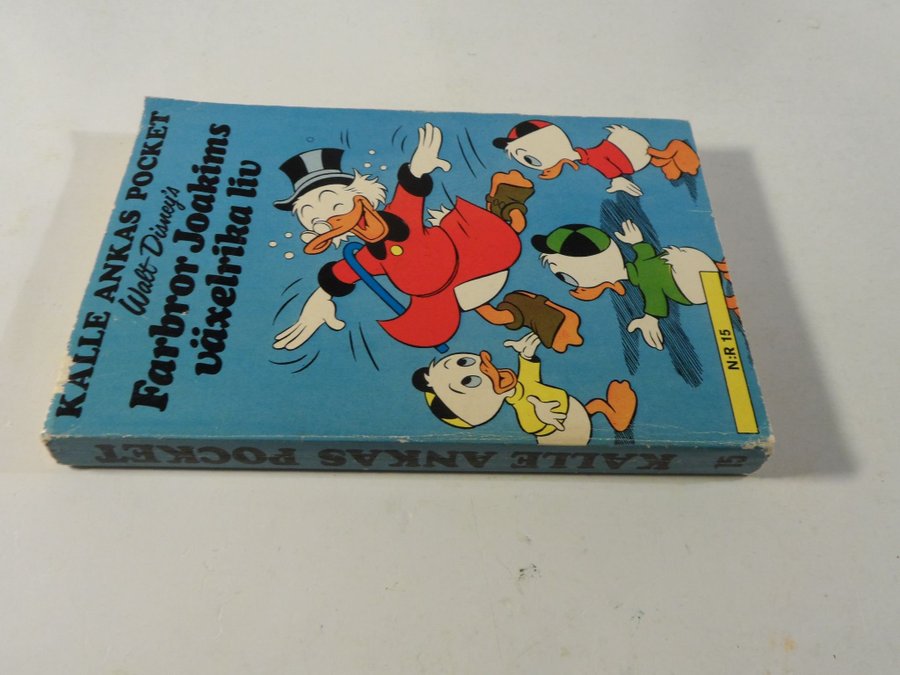 KALLE ANKAS POCKET
Walt Disney's
Farbror Joakims
växelrika liv
N:R 15
KALLE ANKAS POCKET
15